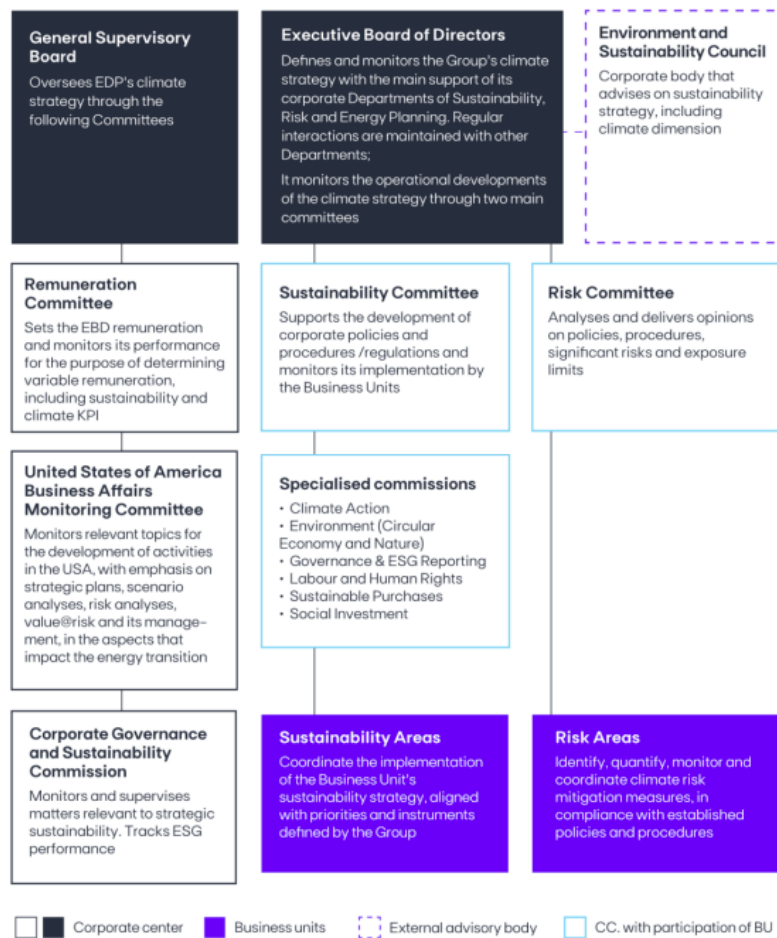 General Supervisory
Board
Oversees EDP's climate
strategy through the
following Committees
Executive Board of Directors
Defines and monitors the Group's climate
strategy with the main support of its
corporate Departments of Sustainability,
Risk and Energy Planning. Regular
interactions are maintained with other
Departments;
It monitors the operational developments
of the climate strategy through two main
committees
Environment and
Sustainability Council
Corporate body that
advises on sustainability
strategy, including
climate dimension
Remuneration
Committee
Sets the EBD remuneration
and monitors its performance
for the purpose of determining
variable remuneration,
including sustainability and
climate KPI
Sustainability Committee
Supports the development of
corporate policies and
procedures /regulations and
monitors its implementation by
the Business Units
Risk Committee
Analyses and delivers opinions
on policies, procedures,
significant risks and exposure
limits
United States of America
Business Affairs
Monitoring Committee
Monitors relevant topics for
the development of activities
in the USA, with emphasis on
strategic plans, scenario
analyses, risk analyses,
value@risk and its manage-
ment, in the aspects that
impact the energy transition
Specialised commissions
• Climate Action
• Environment (Circular
Economy and Nature)
• Governance & ESG Reporting
• Labour and Human Rights
• Sustainable Purchases
• Social Investment
Corporate Governance
and Sustainability
Commission
Monitors and supervises
matters relevant to strategic
sustainability. Tracks ESG
performance
Sustainability Areas
Coordinate the implementation
of the Business Unit's
sustainability strategy, aligned
with priorities and instruments
defined by the Group
Risk Areas
Identify, quantify, monitor and
coordinate climate risk
mitigation measures, in
compliance with established
policies and procedures
Corporate center
Business units
External advisory body
CC. with participation of BU